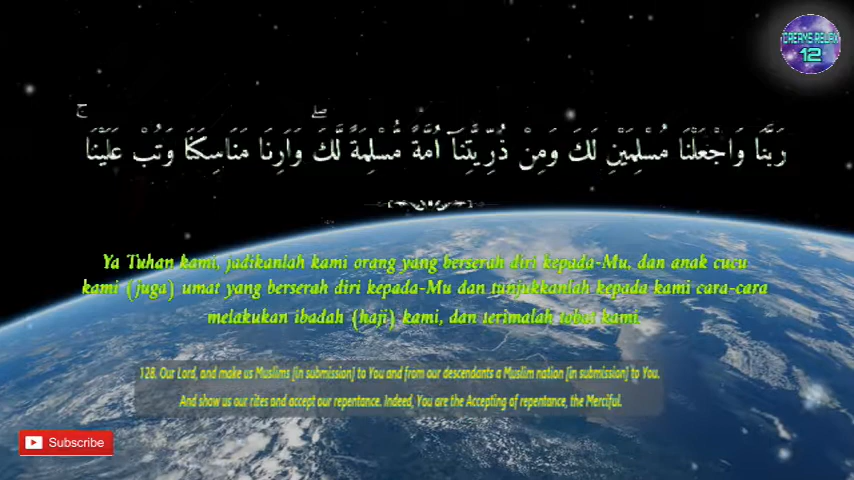 CREAMS RELAX
12
رَبَّنَا وَاجْعَلْنَا مُسْلِمَيْنِ لَكَ وَمِنْ ذُرِّيَّتِنَآ اُمَّةً مُّسْلِمَةً لَّكَۖ وَاَرِنَا مَنَاسِكَنَا وَتُبْ عَلَيْنَاۚ
Ya Tuhan kami, jadikanlah kami orang yang berserah diri kepada-Mu, dan anak cucu
kami (juga) umat yang berserah diri kepada-Mu dan tunjukkanlah kepada kami cara-cara
melakukan ibadah (haji) kami, dan terimalah tobat kami.
128. Our Lord, and make us Muslims [in submission] to You and from our descendants a Muslim nation [in submission] to You.
And show us our rites and accept our repentance. Indeed, You are the Accepting of repentance, the Merciful.
Subscribe